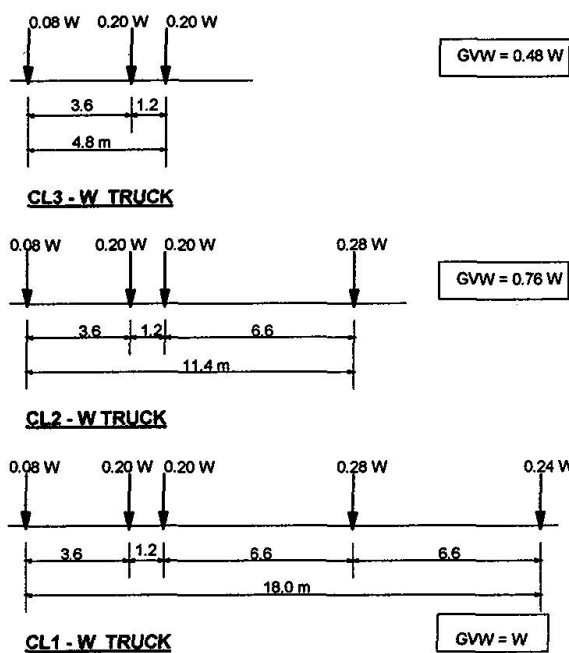 0.08 W 0.20 W 0.20 W
GVW = 0.48 W
3.6 1.2
4.8 m
CL3 - W TRUCK
0.08 W 0.20 W 0.20 W 0.28 W
GVW = 0.76 W
3.6 1.2 6.6
11.4 m
CL2 - W TRUCK
0.08 W 0.20 W 0.20 W 0.28 W 0.24 W
3.6 1.2 6.6 6.6
18.0 m
CL1 - W TRUCK
GVW = W